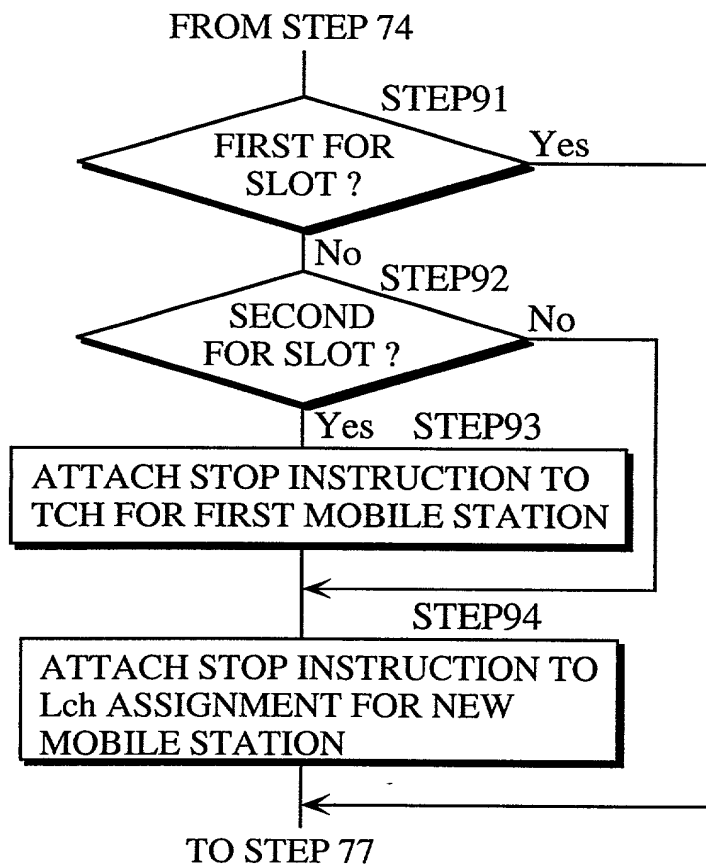 FROM STEP 74
STEP91
FIRST FOR
SLOT ?
Yes
No
STEP92
SECOND
FOR SLOT ?
No
Yes
STEP93
ATTACH STOP INSTRUCTION TO
TCH FOR FIRST MOBILE STATION
STEP94
ATTACH STOP INSTRUCTION TO
Lch ASSIGNMENT FOR NEW
MOBILE STATION
TO STEP 77